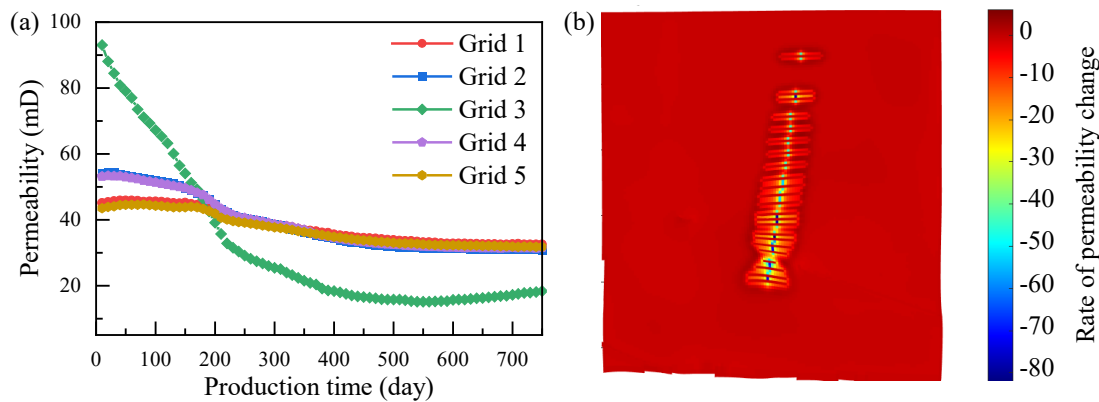 (a)
Permeability (mD)
100
80
60
40
20
0
100
200
300
400
500
600
700
Production time (day)
Grid 1
Grid 2
Grid 3
Grid 4
Grid 5
(b)
0
-10
-20
-30
-40
-50
-60
-70
-80
Rate of permeability change